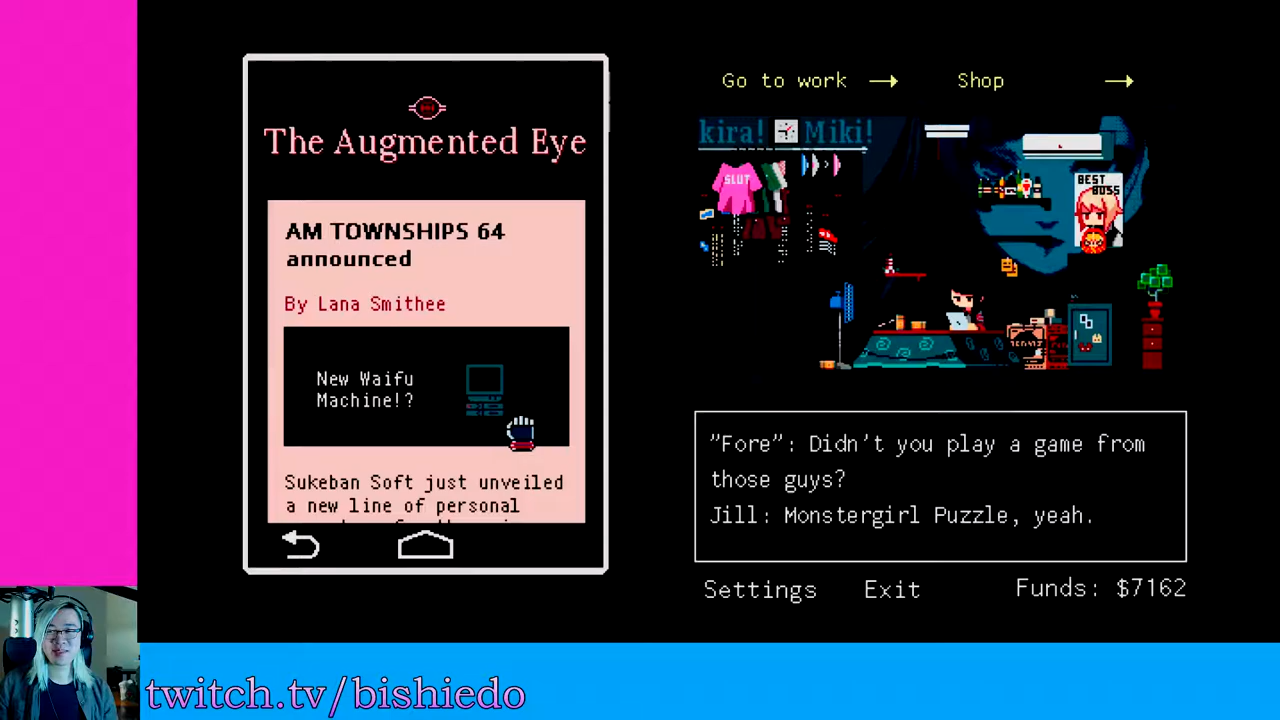 The Augmented Eye
AM TOWNSHIPS 64
announced
By Lana Smithee
New Waifu
Machine!?
Sukeban Soft just unveiled
a new line of personal
Go to work →
Shop →
kira! Miki!
SLUT
BEST
BOSS
"Fore": Didn't you play a game from
those guys?
Jill: Monstergirl Puzzle, yeah.
Settings
Exit
Funds: $7162
twitch.tv/bishiedo